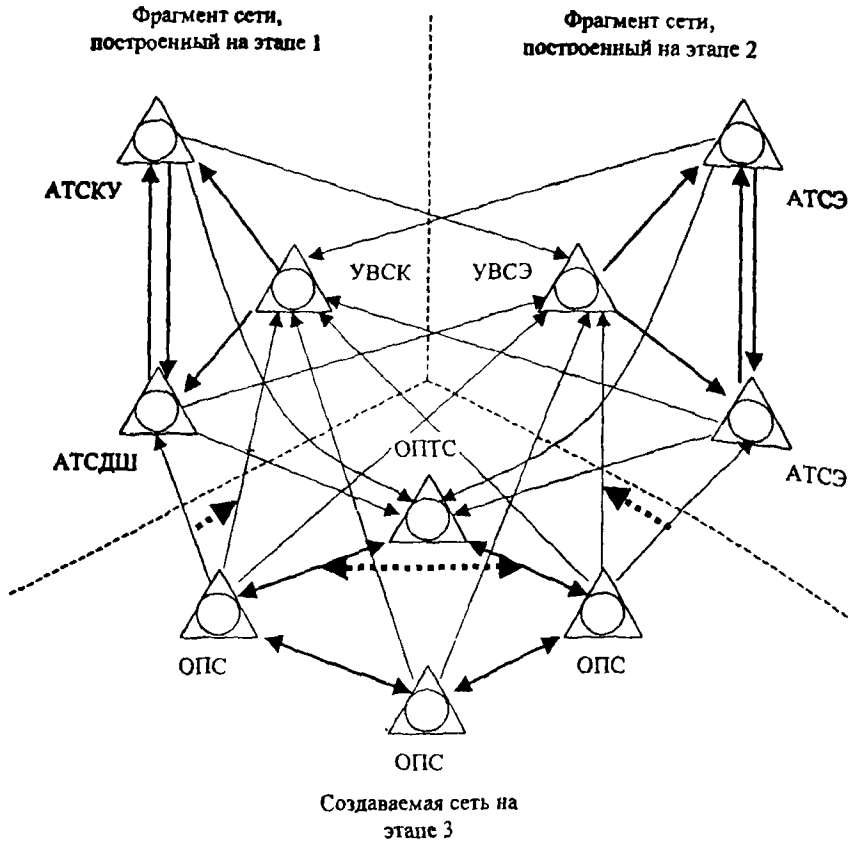 Фрагмент сети,
построенный на этапе 1
Фрагмент сети,
построенный на этапе 2
АТСКУ
АТСЭ
УВСК
УВСЭ
ОПТС
АТСДШ
АТСЭ
ОПС
ОПС
ОПС
Создаваемая сеть на
этапе 3